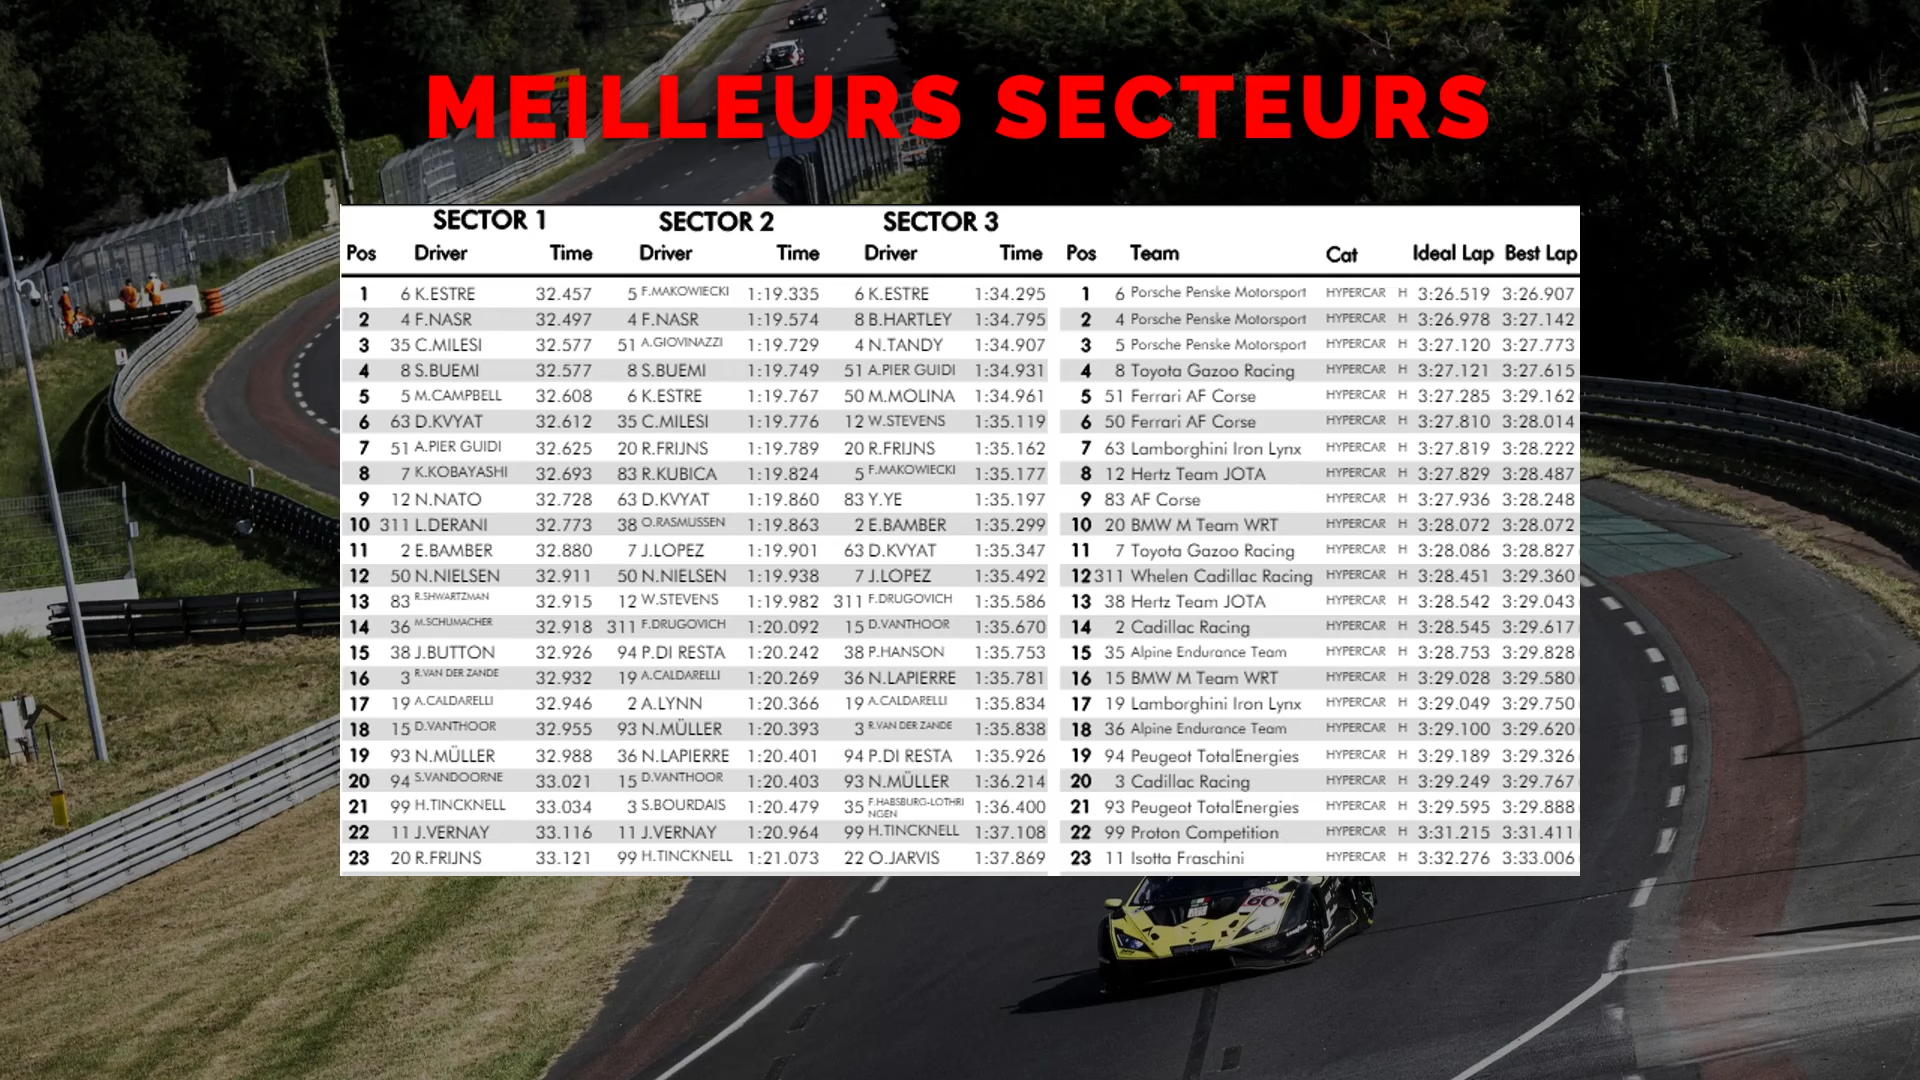 MEILLEURS SECTEURS
SECTOR 1 SECTOR 2 SECTOR 3
Pos Driver Time Driver Time Driver Time Pos Team Cat Ideal Lap Best Lap
1 6 K.ESTRE 32.457 5 F.MAKOWIECKI 1:19.335 6 K.ESTRE 1:34.295 1 6 Porsche Penske Motorsport HYPERCAR H 3:26.519 3:26.907
2 4 F.NASR 32.497 4 F.NASR 1:19.574 8 B.HARTLEY 1:34.795 2 4 Porsche Penske Motorsport HYPERCAR H 3:26.978 3:27.142
3 35 C.MILESI 32.577 51 A.GIOVINAZZI 1:19.729 4 N.TANDY 1:34.907 3 5 Porsche Penske Motorsport HYPERCAR H 3:27.120 3:27.773
4 8 S.BUEMI 32.577 8 S.BUEMI 1:19.749 51 A.PIER GUIDI 1:34.931 4 8 Toyota Gazoo Racing HYPERCAR H 3:27.121 3:27.615
5 5 M.CAMPBELL 32.608 6 K.ESTRE 1:19.767 50 M.MOLINA 1:34.961 5 51 Ferrari AF Corse HYPERCAR H 3:27.285 3:29.162
6 63 D.KVYAT 32.612 35 C.MILESI 1:19.776 12 W.STEVENS 1:35.119 6 50 Ferrari AF Corse HYPERCAR H 3:27.810 3:28.014
7 51 A.PIER GUIDI 32.625 20 R.FRIJNS 1:19.789 20 R.FRIJNS 1:35.162 7 63 Lamborghini Iron Lynx HYPERCAR H 3:27.819 3:28.222
8 7 K.KOBAYASHI 32.693 83 R.KUBICA 1:19.824 5 F.MAKOWIECKI 1:35.177 8 12 Hertz Team JOTA HYPERCAR H 3:27.829 3:28.487
9 12 N.NATO 32.728 63 D.KVYAT 1:19.860 83 Y.YE 1:35.197 9 83 AF Corse HYPERCAR H 3:27.936 3:28.248
10 311 L.DERANI 32.773 38 O.RASMUSSEN 1:19.863 2 E.BAMBER 1:35.299 10 20 BMW M Team WRT HYPERCAR H 3:28.072 3:28.072
11 2 E.BAMBER 32.880 7 J.LOPEZ 1:19.901 63 D.KVYAT 1:35.347 11 7 Toyota Gazoo Racing HYPERCAR H 3:28.086 3:28.827
12 50 N.NIELSEN 32.911 50 N.NIELSEN 1:19.938 7 J.LOPEZ 1:35.492 12 311 Whelen Cadillac Racing HYPERCAR H 3:28.451 3:29.360
13 83 R.SHWARTZMAN 32.915 12 W.STEVENS 1:19.982 311 F.DRUGOVICH 1:35.586 13 38 Hertz Team JOTA HYPERCAR H 3:28.542 3:29.043
14 36 M.SCHUMACHER 32.918 311 F.DRUGOVICH 1:20.092 15 D.VANTHOOR 1:35.670 14 2 Cadillac Racing HYPERCAR H 3:28.545 3:29.617
15 38 J.BUTTON 32.926 94 P.DI RESTA 1:20.242 38 P.HANSON 1:35.753 15 35 Alpine Endurance Team HYPERCAR H 3:28.753 3:29.828
16 3 R.VAN DER ZANDE 32.932 19 A.CALDARELLI 1:20.269 36 N.LAPIERRE 1:35.781 16 15 BMW M Team WRT HYPERCAR H 3:29.028 3:29.580
17 19 A.CALDARELLI 32.946 2 A.LYNN 1:20.366 19 A.CALDARELLI 1:35.834 17 19 Lamborghini Iron Lynx HYPERCAR H 3:29.049 3:29.750
18 15 D.VANTHOOR 32.955 93 N.MÜLLER 1:20.393 3 R.VAN DER ZANDE 1:35.838 18 36 Alpine Endurance Team HYPERCAR H 3:29.100 3:29.620
19 93 N.MÜLLER 32.988 36 N.LAPIERRE 1:20.401 94 P.DI RESTA 1:35.926 19 94 Peugeot TotalEnergies HYPERCAR H 3:29.189 3:29.326
20 94 S.VANDOORNE 33.021 15 D.VANTHOOR 1:20.403 93 N.MÜLLER 1:36.214 20 3 Cadillac Racing HYPERCAR H 3:29.249 3:29.767
21 99 H.TINCKNELL 33.034 3 S.BOURDAIS 1:20.479 35 F.HABSBURG-LOTHRINGEN 1:36.400 21 93 Peugeot TotalEnergies HYPERCAR H 3:29.595 3:29.888
22 11 J.VERNAY 33.116 11 J.VERNAY 1:20.964 99 H.TINCKNELL 1:37.108 22 99 Proton Competition HYPERCAR H 3:31.215 3:31.411
23 20 R.FRIJNS 33.121 99 H.TINCKNELL 1:21.073 22 O.JARVIS 1:37.869 23 11 Isotta Fraschini HYPERCAR H 3:32.276 3:33.006
60